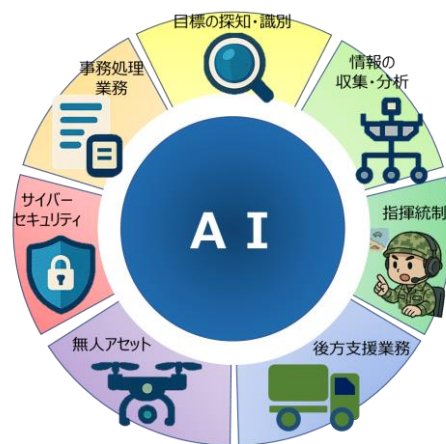 目標の探知・識別
情報の
収集・分析
指揮統制
後方支援業務
無人アセット
サイバー
セキュリティ
事務処理
業務
AI